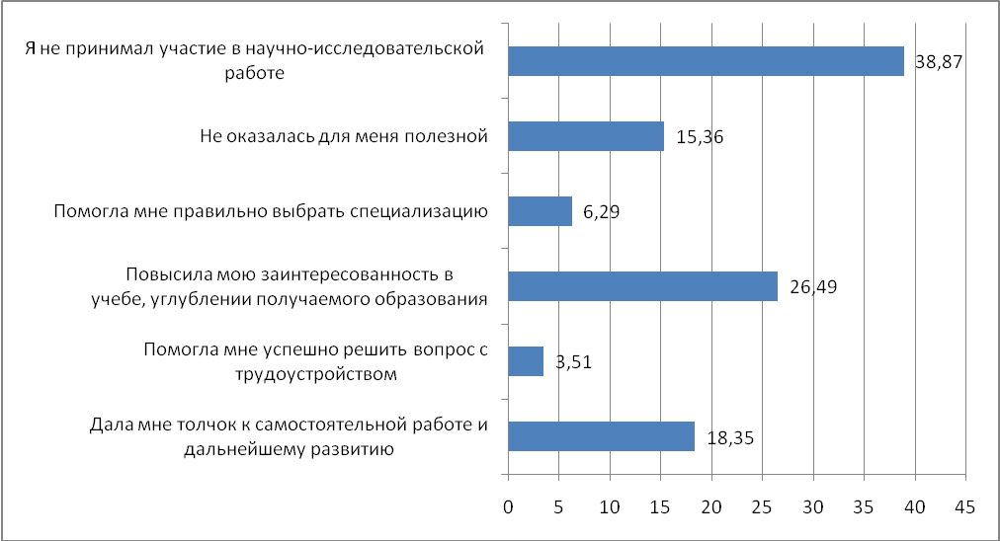 Я не принимал участие в научно-исследовательской
работе
38,87
Не оказалась для меня полезной
15,36
Помогла мне правильно выбрать специализацию
6,29
Повысила мою заинтересованность в
учебе, углублении получаемого образования
26,49
Помогла мне успешно решить вопрос с
трудоустройством
3,51
Дала мне толчок к самостоятельной работе и
дальнейшему развитию
18,35
0 5 10 15 20 25 30 35 40 45